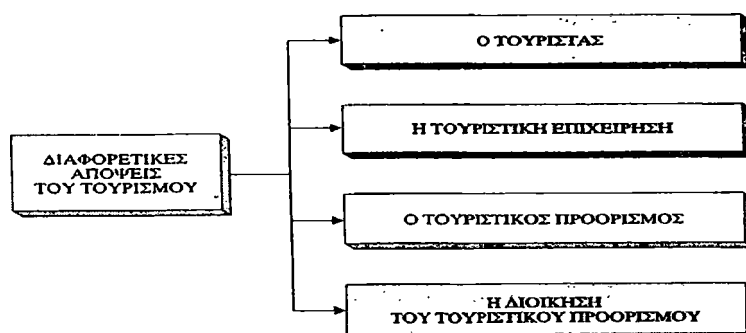 Ο ΤΟΥΡΙΣΤΑΣ
Η ΤΟΥΡΙΣΤΙΚΗ ΕΠΙΧΕΙΡΗΣΗ
ΔΙΑΦΟΡΕΤΙΚΕΣ
ΑΠΟΨΕΙΣ
ΤΟΥ ΤΟΥΡΙΣΜΟΥ
Ο ΤΟΥΡΙΣΤΙΚΟΣ ΠΡΟΟΡΙΣΜΟΣ
Η ΔΙΟΙΚΗΣΗ
ΤΟΥ ΤΟΥΡΙΣΤΙΚΟΥ ΠΡΟΟΡΙΣΜΟΥ